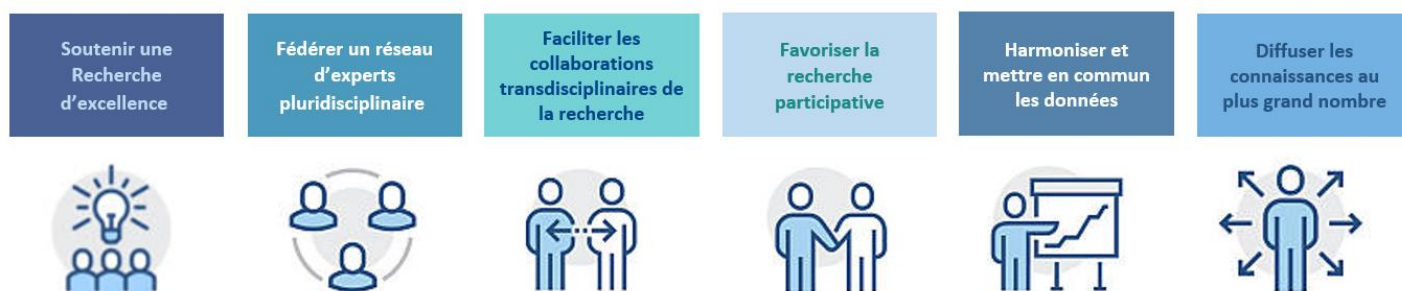 Soutenir une
Recherche
d'excellence
Fédérer un réseau
d'experts
pluridisciplinaire
Faciliter les
collaborations
transdisciplinaires de
la recherche
Favoriser la
recherche
participative
Harmoniser et
mettre en commun
les données
Diffuser les
connaissances au
plus grand nombre